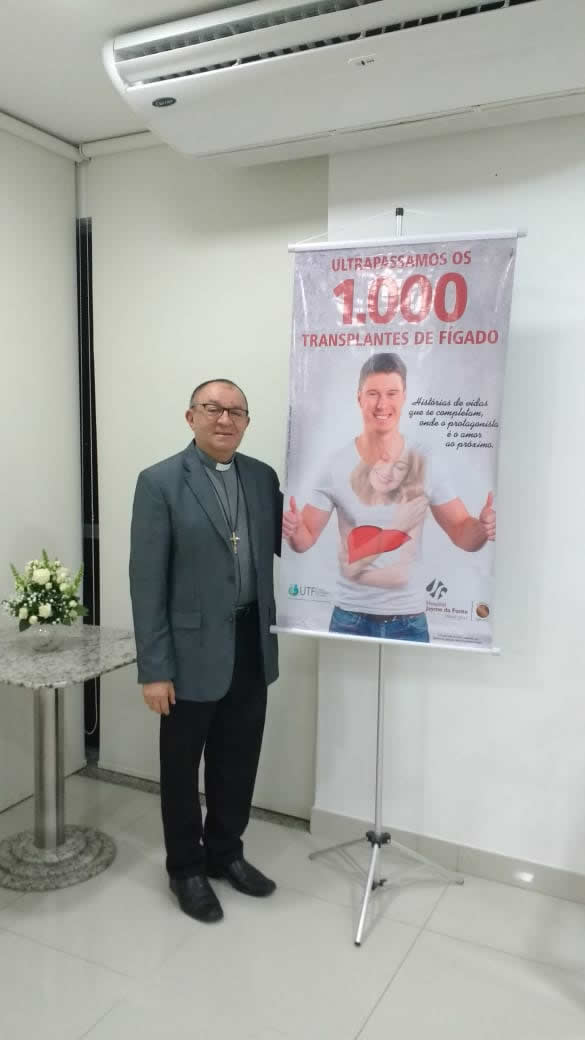 Carrier
ULTRAPASSAMOS OS
1.000
TRANSPLANTES DE FÍGADO
Histórias de vidas
que se completam,
onde o protagonista
é o amor
ao próximo.
UTF
Hospital
Jayme da Fonte